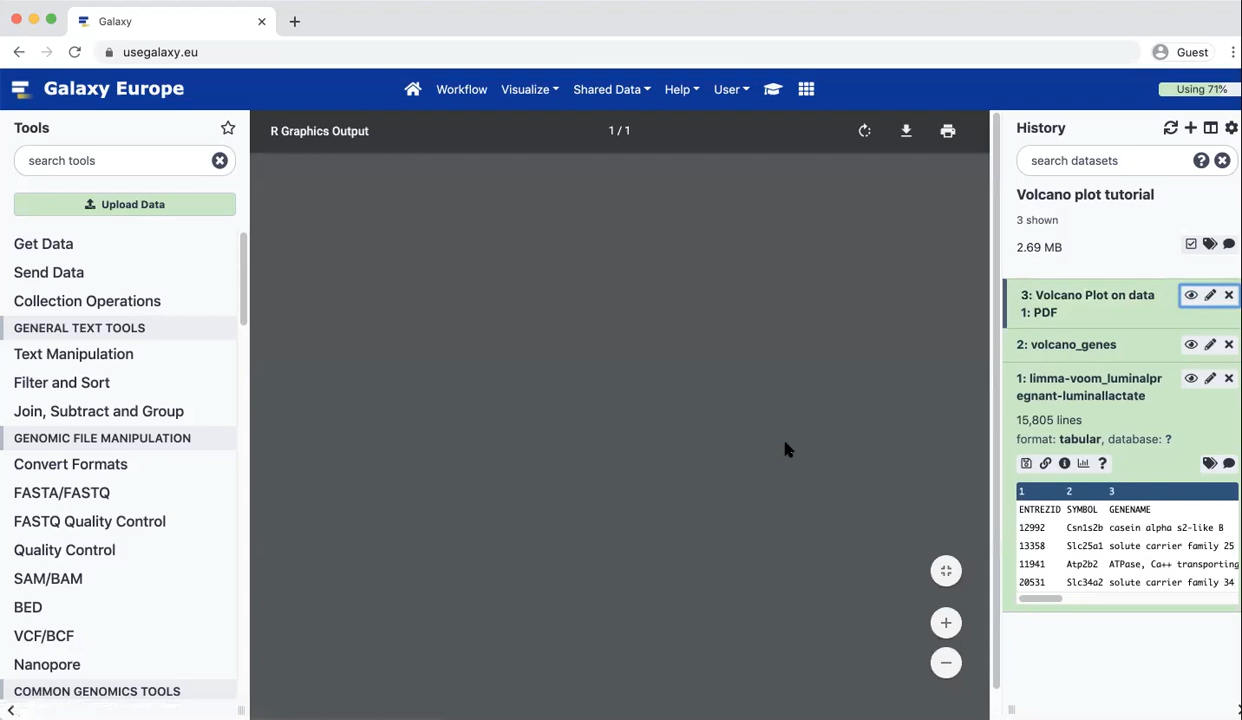 Galaxy
usegalaxy.eu
Guest
Galaxy Europe
Workflow
Visualize
Shared Data
Help
User
Using 71%
Tools
search tools
Upload Data
Get Data
Send Data
Collection Operations
GENERAL TEXT TOOLS
Text Manipulation
Filter and Sort
Join, Subtract and Group
GENOMIC FILE MANIPULATION
Convert Formats
FASTA/FASTQ
FASTQ Quality Control
Quality Control
SAM/BAM
BED
VCF/BCF
Nanopore
COMMON GENOMICS TOOLS
R Graphics Output
1 / 1
History
search datasets
Volcano plot tutorial
3 shown
2.69 MB
3: Volcano Plot on data
1: PDF
2: volcano_genes
1: limma-voom_luminalpr
egnant-luminallactate
15,805 lines
format: tabular, database: ?
1 2 3
ENTREZID SYMBOL GENENAME
12992 Csn1s2b casein alpha s2-like B
13358 Slc25a1 solute carrier family 25
11941 Atp2b2 ATPase, Ca++ transporting
20531 Slc34a2 solute carrier family 34